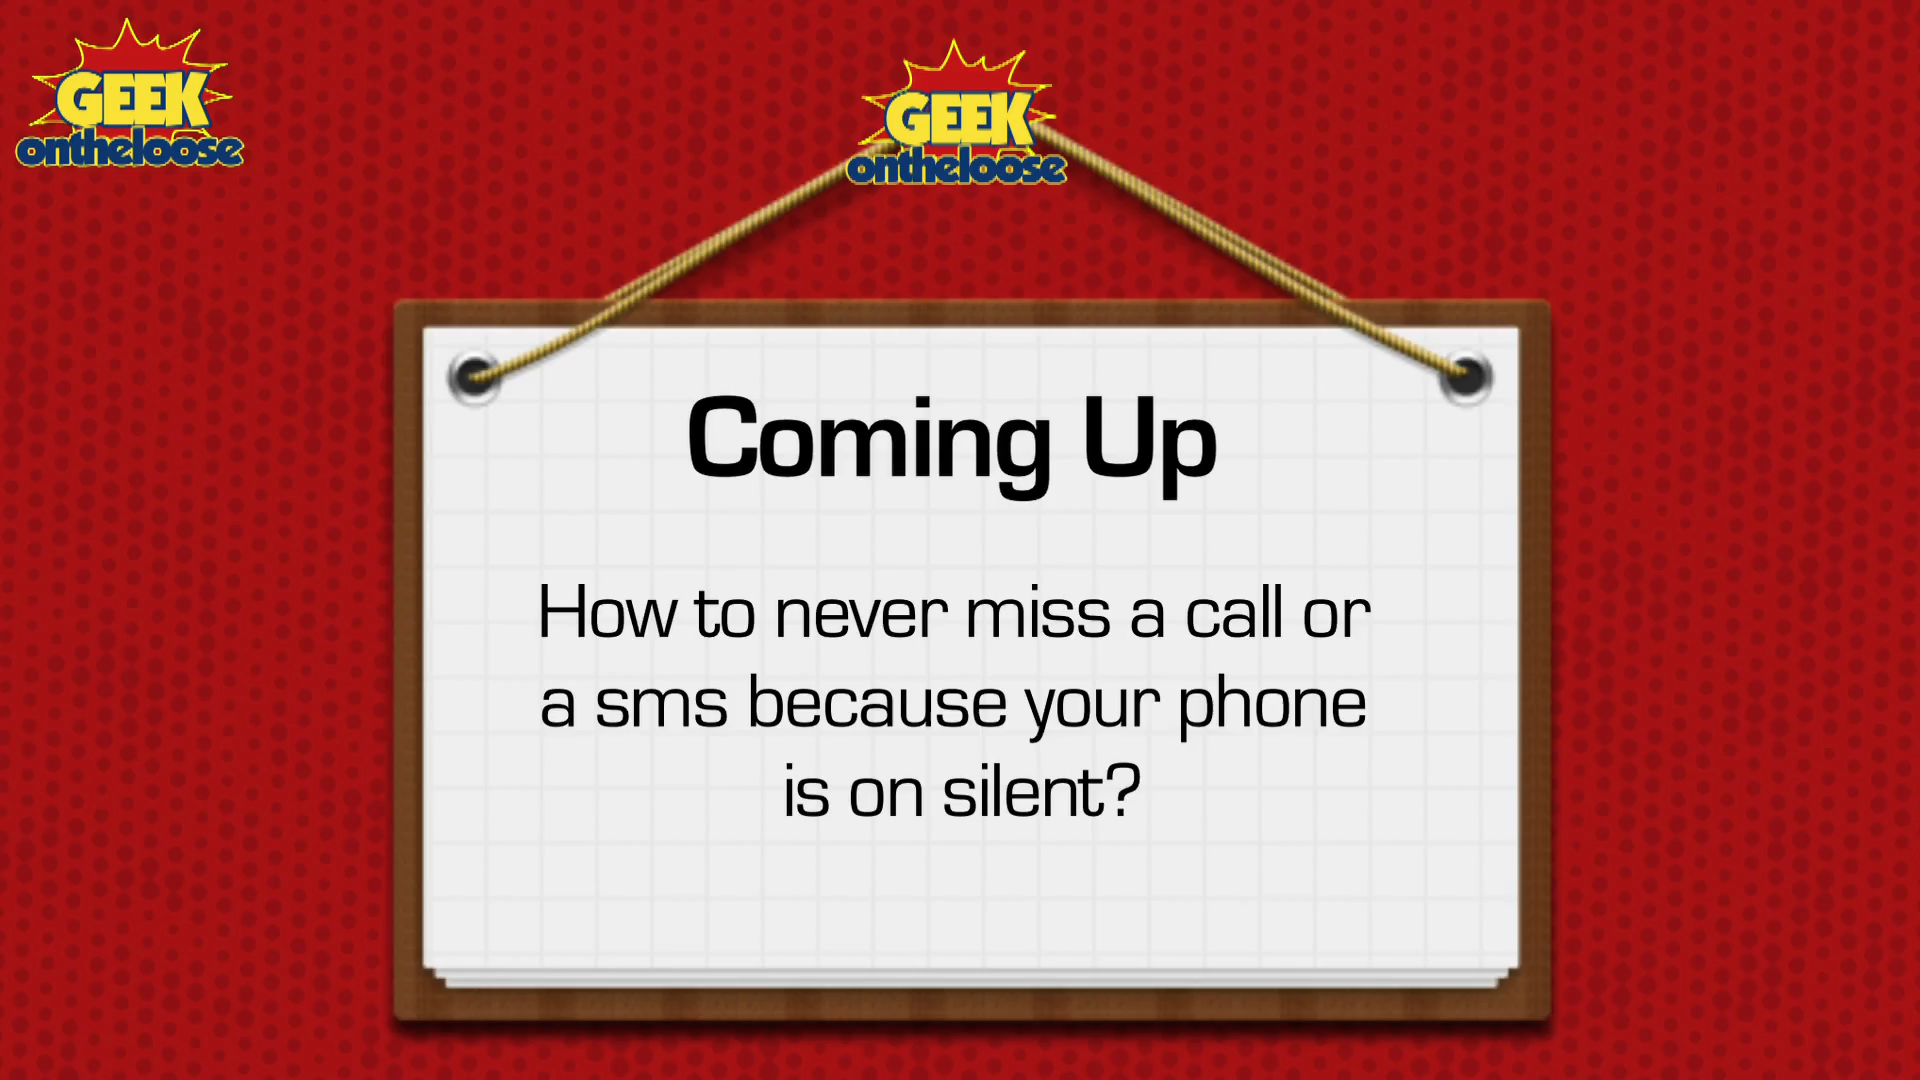 GEEK
ontheloose
GEEK
ontheloose
Coming Up
How to never miss a call or
a sms because your phone
is on silent?